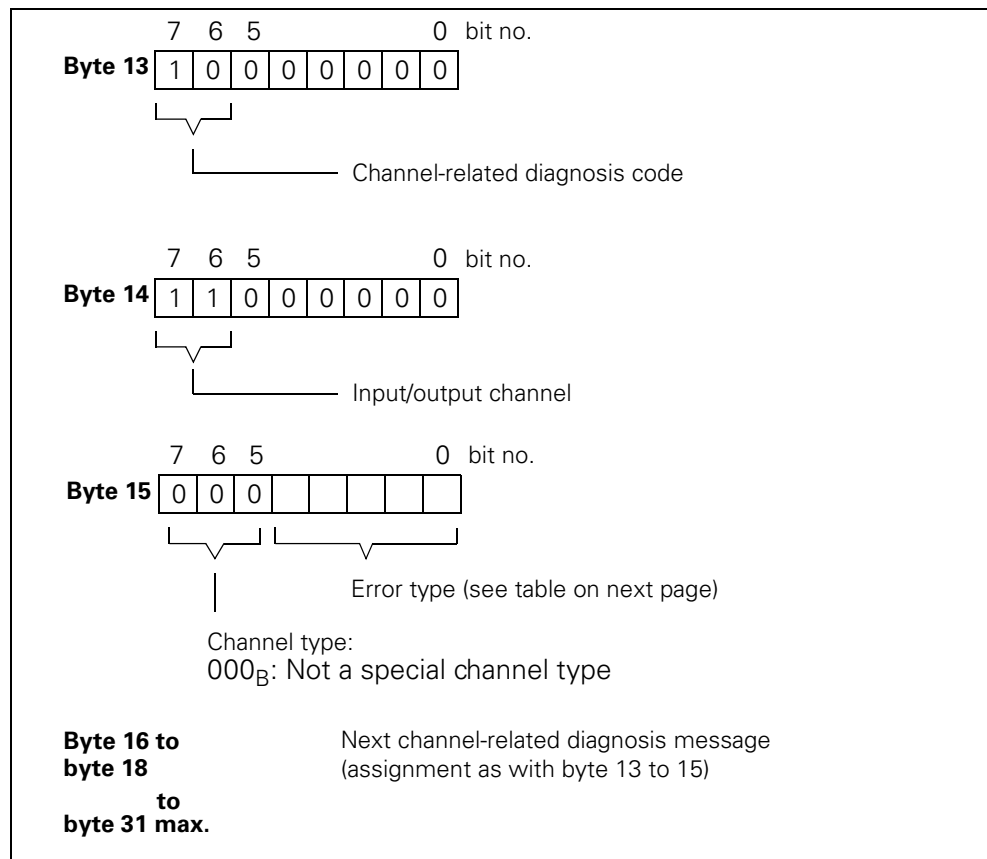 7 6 5 0 bit no.
Byte 13 1 0 0 0 0 0 0 0
Channel-related diagnosis code
7 6 5 0 bit no.
Byte 14 1 1 0 0 0 0 0 0
Input/output channel
7 6 5 0 bit no.
Byte 15 0 0 0
Error type (see table on next page)
Channel type:
000B: Not a special channel type
Byte 16 to Next channel-related diagnosis message
byte 18 (assignment as with byte 13 to 15)
to
byte 31 max.